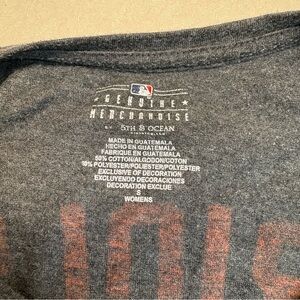 GENUINE
MERCHANDISE
BY 5TH & OCEAN
MADE IN GUATEMALA
HECHO EN GUATEMALA
FABRIQUE EN GUATEMALA
50% COTTON/ALGODON/COTON
50% POLYESTER/POLIESTER/POLYESTER
EXCLUSIVE OF DECORATION
EXCLUYENDO DECORACIONES
DECORATION EXCLUE
S
WOMENS